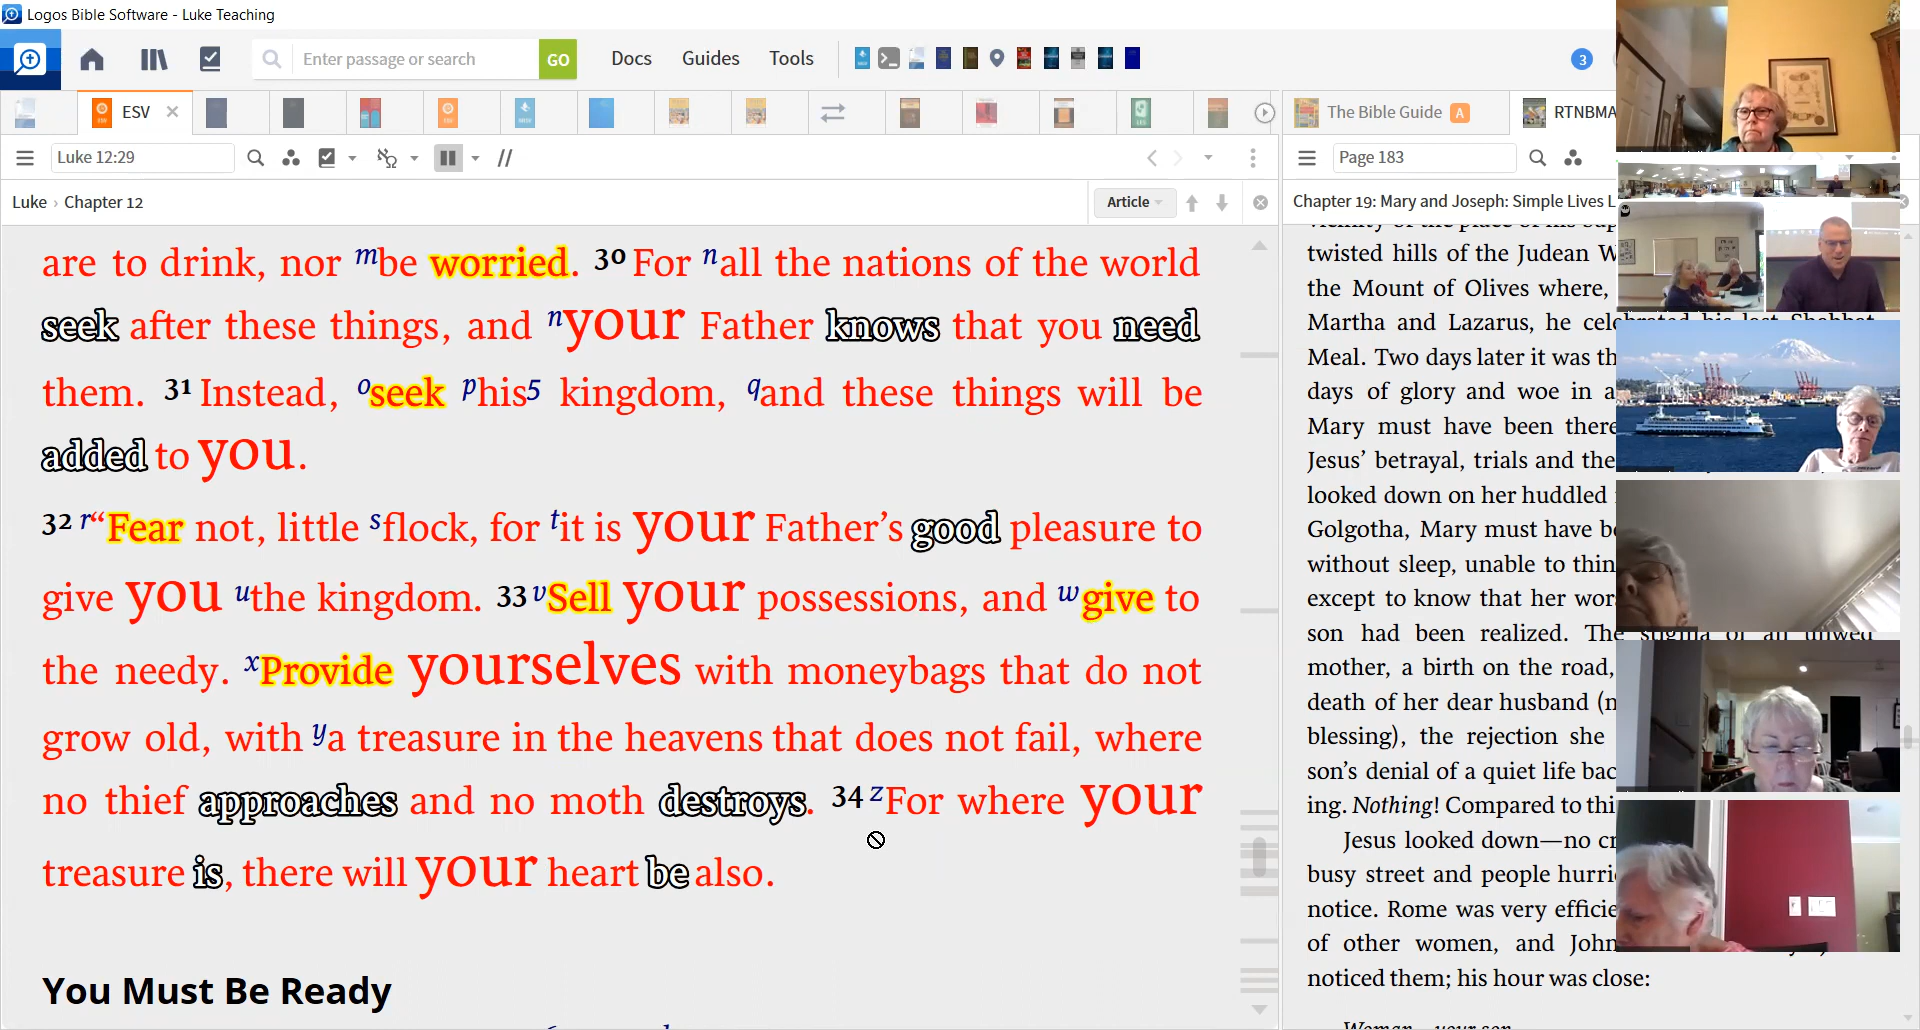 Logos Bible Software - Luke Teaching
Enter passage or search
GO
Docs
Guides
Tools
3
ESV
The Bible Guide A
RTNBMA
Luke 12:29
Page 183
Luke › Chapter 12
Article
Chapter 19: Mary and Joseph: Simple Lives L
are to drink, nor mbe worried. 30 For nall the nations of the world
seek after these things, and nyour Father knows that you need
them. 31 Instead, oseek phis5 kingdom, qand these things will be
added to you.
32 r“Fear not, little sflock, for tit is your Father’s good pleasure to
give you uthe kingdom. 33 vSell your possessions, and wgive to
the needy. xProvide yourselves with moneybags that do not
grow old, with ya treasure in the heavens that does not fail, where
no thief approaches and no moth destroys. 34 zFor where your
treasure is, there will your heart be also.
You Must Be Ready
twisted hills of the Judean W
the Mount of Olives where,
Martha and Lazarus, he celebrated his last Shabbat
Meal. Two days later it was th
days of glory and woe in a
Mary must have been there
Jesus’ betrayal, trials and the
looked down on her huddled
Golgotha, Mary must have be
without sleep, unable to thin
except to know that her wor
son had been realized. The stigma of an unwed
mother, a birth on the road,
death of her dear husband (n
blessing), the rejection she
son’s denial of a quiet life bac
ing. Nothing! Compared to thi
Jesus looked down—no cr
busy street and people hurri
notice. Rome was very efficie
of other women, and John
noticed them; his hour was close:
Woman, your son